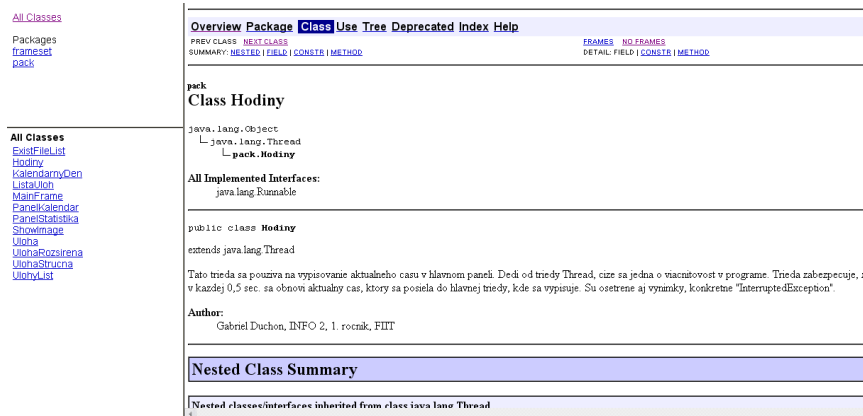 All Classes
Packages
frameset
pack
All Classes
ExistFileList
Hodiny
KalendarnyDen
ListaUloh
MainFrame
PanelKalendar
PanelStatistika
ShowImage
Uloha
UlohaRozsirena
UlohaStrucna
UlohyList
Overview Package Class Use Tree Deprecated Index Help
PREV CLASS NEXT CLASS FRAMES NO FRAMES
SUMMARY: NESTED | FIELD | CONSTR | METHOD DETAIL: FIELD | CONSTR | METHOD
pack
Class Hodiny
java.lang.Object
java.lang.Thread
pack.Hodiny
All Implemented Interfaces:
java.lang.Runnable
public class Hodiny
extends java.lang.Thread
Tato trieda sa pouziva na vypisovanie aktualneho casu v hlavnom paneli. Dedi od triedy Thread, cize sa jedna o viacnitovost v programe. Trieda zabezpecuje,
v kazdej 0,5 sec. sa obnovi aktualny cas, ktory sa posiela do hlavnej triedy, kde sa vypisuje. Su osetrene aj vynimky, konkretne "InterruptedException".
Author:
Gabriel Duchon, INFO 2, 1. rocnik, FIIT
Nested Class Summary
Nested classes/interfaces inherited from class java.lang.Thread